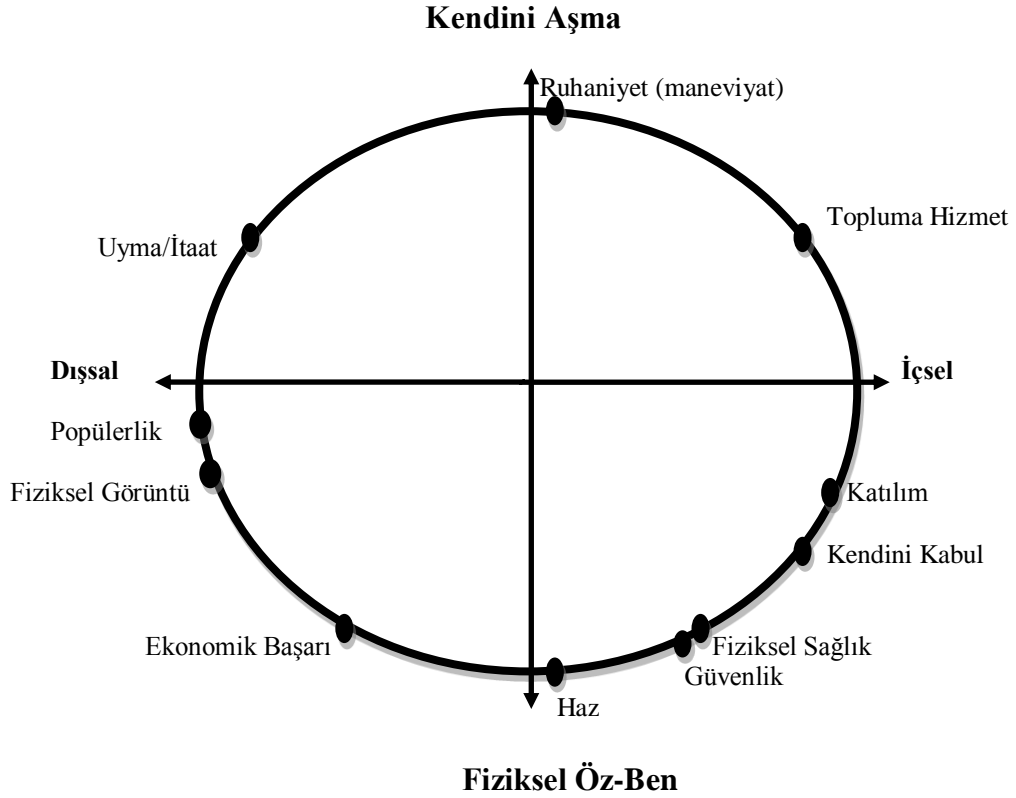 Kendini Aşma
Ruhaniyet (maneviyat)
Topluma Hizmet
Uyma/İtaat
Dışsal
İçsel
Popülerlik
Fiziksel Görüntü
Katılım
Kendini Kabul
Ekonomik Başarı
Fiziksel Sağlık
Güvenlik
Haz
Fiziksel Öz-Ben